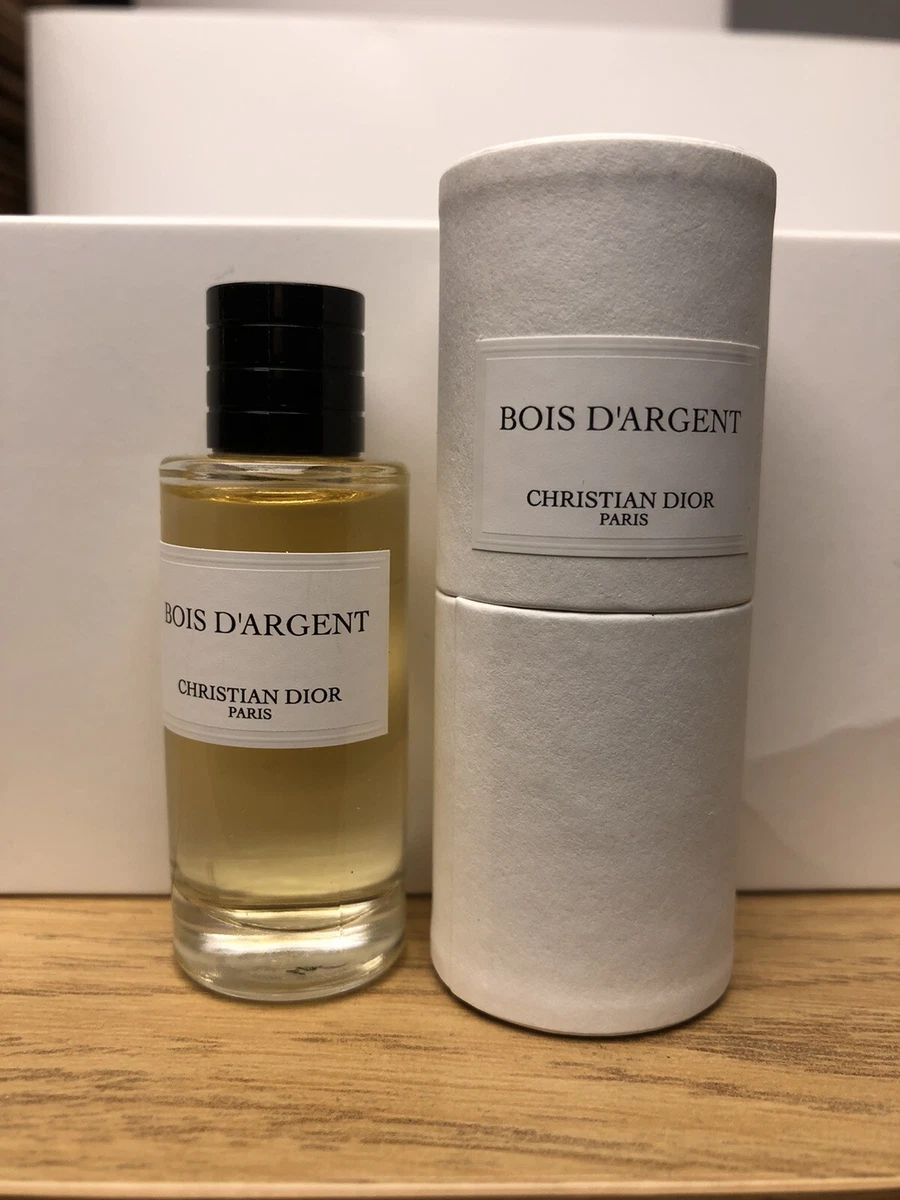 BOIS D'ARGENT
CHRISTIAN DIOR
PARIS
BOIS D'ARGENT
CHRISTIAN DIOR
PARIS